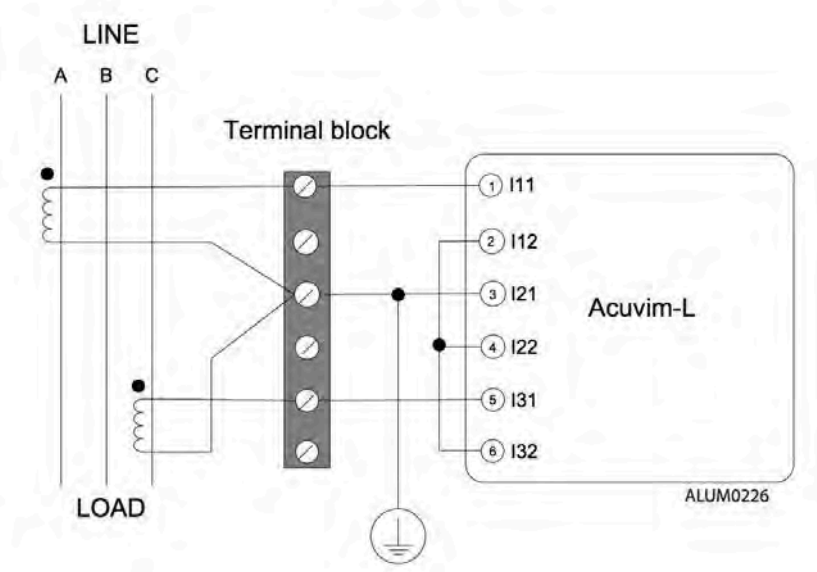 LINE
A B C
Terminal block
1 I11
2 I12
3 I21
Acuvim-L
4 I22
5 I31
6 I32
ALUM0226
LOAD